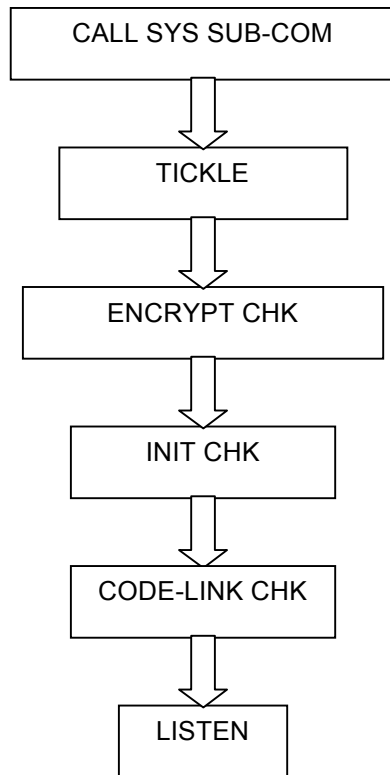 CALL SYS SUB-COM
TICKLE
ENCRYPT CHK
INIT CHK
CODE-LINK CHK
LISTEN